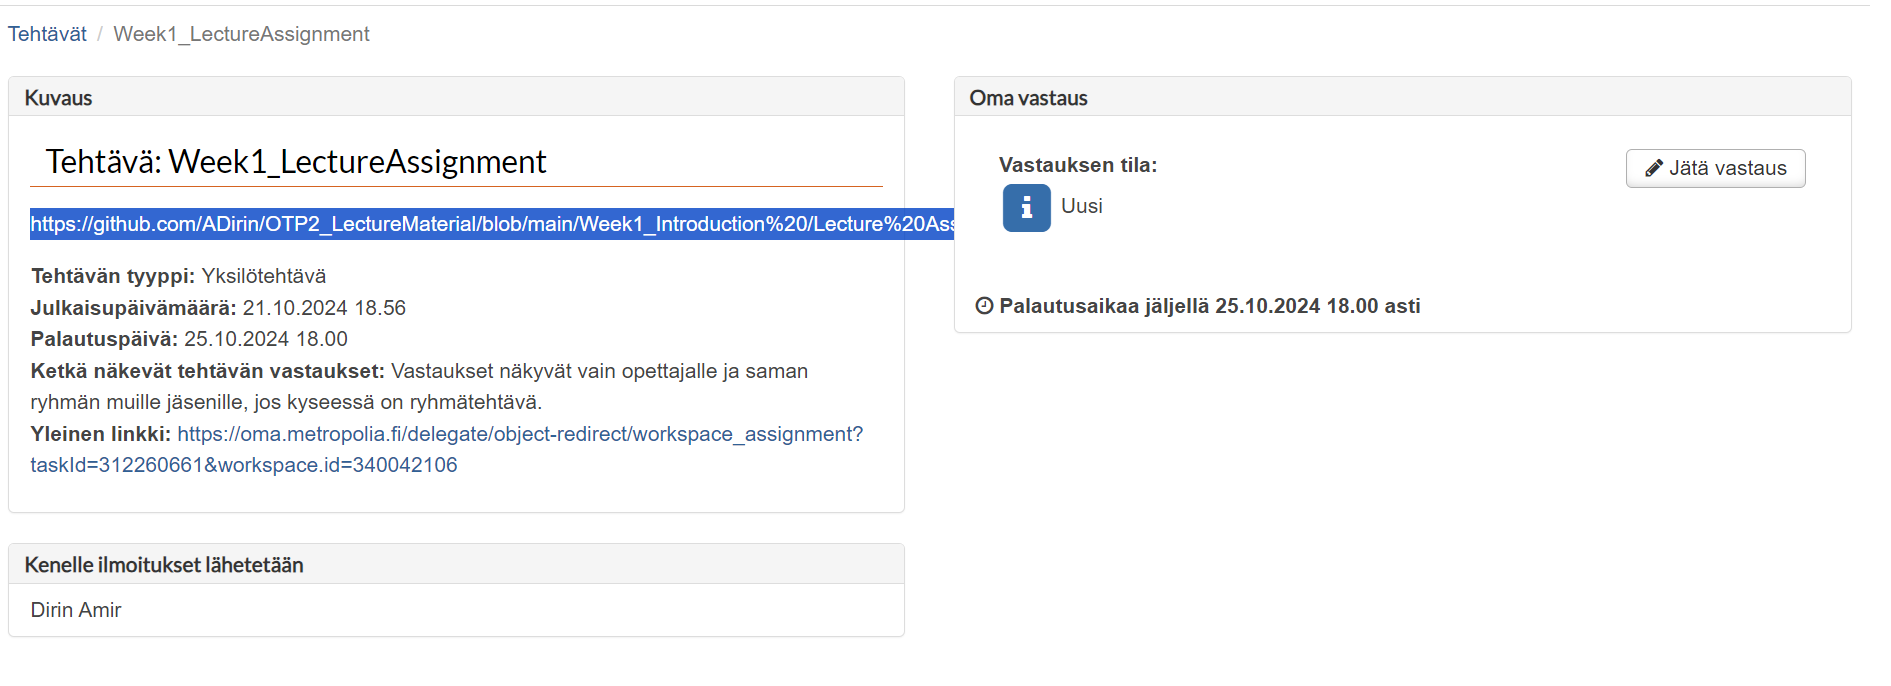 Tehtävät / Week1_LectureAssignment
Kuvaus
Tehtävä: Week1_LectureAssignment
https://github.com/ADirin/OTP2_LectureMaterial/blob/main/Week1_Introduction%20/Lecture%20Ass
Tehtävän tyyppi: Yksilötehtävä
Julkaisupäivämäärä: 21.10.2024 18.56
Palautuspäivä: 25.10.2024 18.00
Ketkä näkevät tehtävän vastaukset: Vastaukset näkyvät vain opettajalle ja saman
ryhmän muille jäsenille, jos kyseessä on ryhmätehtävä.
Yleinen linkki: https://oma.metropolia.fi/delegate/object-redirect/workspace_assignment?
taskId=312260661&workspace.id=340042106
Kenelle ilmoitukset lähetetään
Dirin Amir
Oma vastaus
Vastauksen tila:
Jätä vastaus
Uusi
Palautusaikaa jäljellä 25.10.2024 18.00 asti